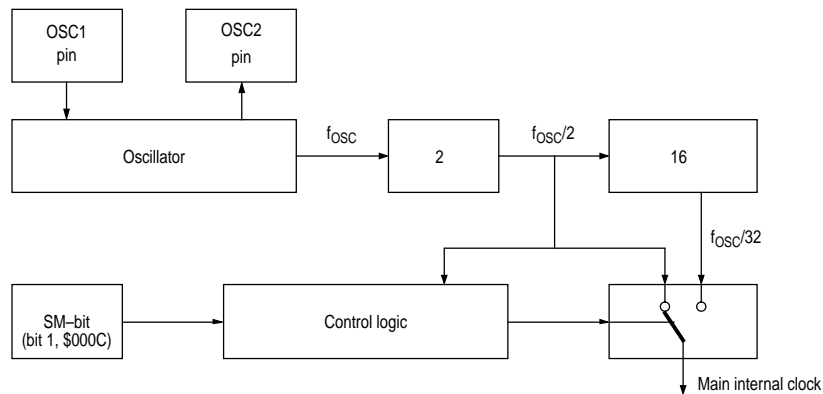 OSC1
pin
OSC2
pin
Oscillator
fOSC
2
fOSC/2
16
fOSC/32
SM–bit
(bit 1, $000C)
Control logic
Main internal clock